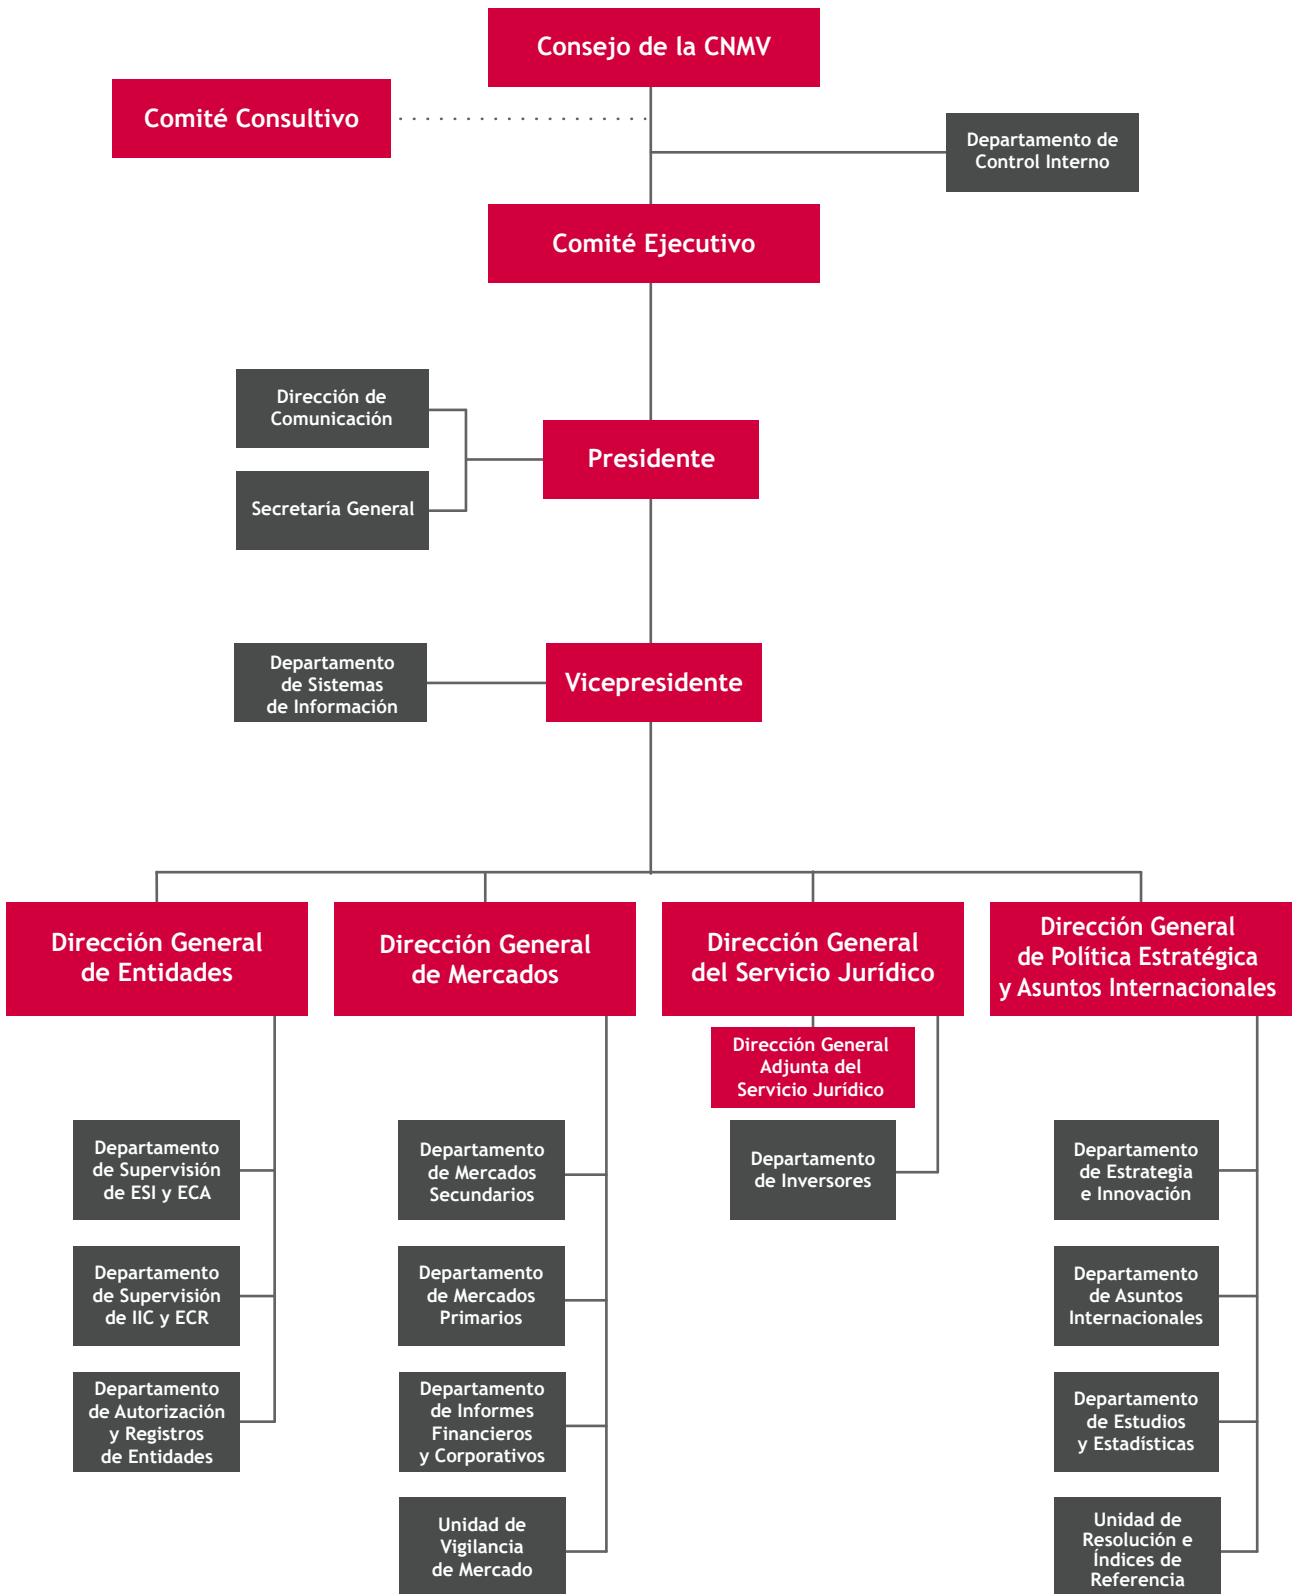 Consejo de la CNMV
Comité Consultivo
Departamento de
Control Interno
Comité Ejecutivo
Dirección de
Comunicación
Presidente
Secretaría General
Departamento
de Sistemas
de Información
Vicepresidente
Dirección General
de Entidades
Dirección General
de Mercados
Dirección General
del Servicio Jurídico
Dirección General
de Política Estratégica
y Asuntos Internacionales
Dirección General
Adjunta del
Servicio Jurídico
Departamento
de Supervisión
de ESI y ECA
Departamento
de Mercados
Secundarios
Departamento
de Inversores
Departamento
de Estrategia
e Innovación
Departamento
de Supervisión
de IIC y ECR
Departamento
de Mercados
Primarios
Departamento
de Asuntos
Internacionales
Departamento
de Autorización
y Registros
de Entidades
Departamento
de Informes
Financieros
y Corporativos
Departamento
de Estudios
y Estadísticas
Unidad de
Vigilancia
de Mercado
Unidad de
Resolución e
Índices de
Referencia